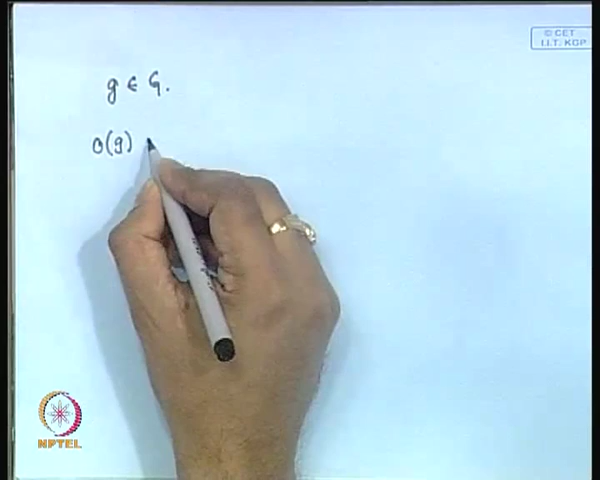 © CET
I.I.T. KGP
g ∈ G.
O(g)
NPTEL